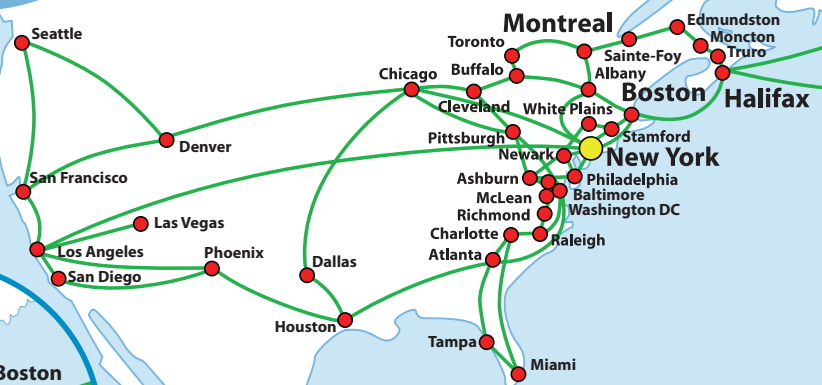 Seattle
Montreal
Edmundston
Toronto
Moncton
Sainte-Foy
Truro
Chicago
Buffalo
Albany
Boston
Halifax
Cleveland
White Plains
Denver
Pittsburgh
Stamford
Newark
New York
San Francisco
Ashburn
Philadelphia
McLean
Baltimore
Las Vegas
Richmond
Washington DC
Charlotte
Raleigh
Los Angeles
Phoenix
Dallas
Atlanta
San Diego
Houston
Tampa
Miami
Boston